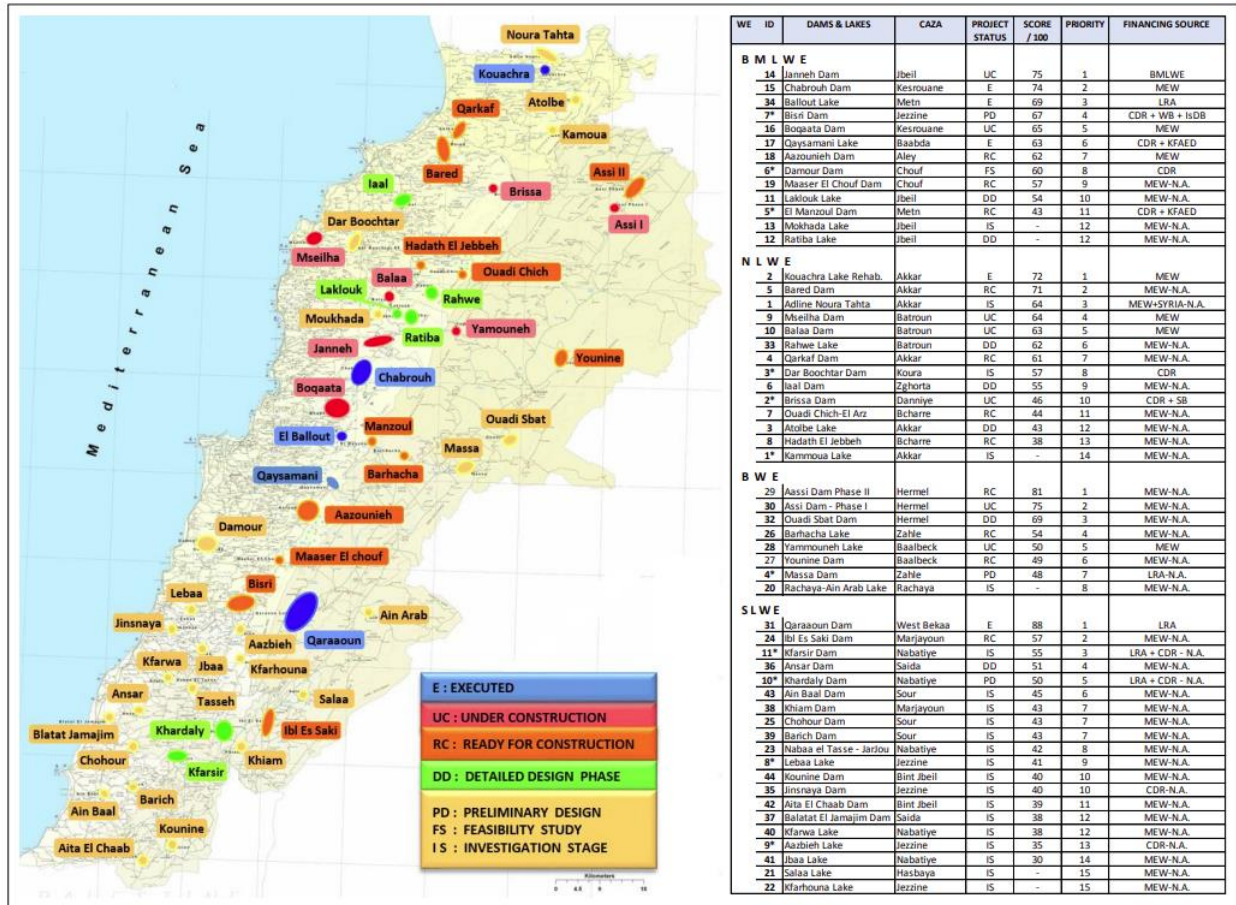 Mediterranean Sea
Noura Tahta
Kouachra
Atolbe
Qarkaf
Kamoua
Bared
Assi II
Iaal
Brissa
Assi I
Dar Boochtar
Mseilha
Hadath El Jebbeh
Balaa
Ouadi Chich
Laklouk
Rahwe
Moukhada
Ratiba
Yamouneh
Janneh
Younine
Chabrouh
Boqaata
Ouadi Sbat
Manzoul
El Ballout
Massa
Barhacha
Qaysamani
Aazounieh
Damour
Maaser El chouf
Bisri
Lebaa
Ain Arab
Jinsnaya
Qaraaoun
Aazbieh
Kfarwa
Jbaa
Kfarhouna
Ansar
Tasseh
Salaa
Blatat Jamajim
Khardaly
Ibl Es Saki
Chohour
Khiam
Kfarsir
Barich
Ain Baal
Kounine
Aita El Chaab
E : EXECUTED
UC : UNDER CONSTRUCTION
RC : READY FOR CONSTRUCTION
DD : DETAILED DESIGN PHASE
PD : PRELIMINARY DESIGN
FS : FEASIBILITY STUDY
I S : INVESTIGATION STAGE
Kilometers
WE ID DAMS & LAKES CAZA PROJECT STATUS SCORE / 100 PRIORITY FINANCING SOURCE
B M L W E
14 Janneh Dam Jbeil UC 75 1 BMLWE
15 Chabrouh Dam Kesrouane E 74 2 MEW
34 Ballout Lake Metn E 69 3 LRA
7* Bisri Dam Jezzine PD 67 4 CDR + WB + IsDB
16 Boqaata Dam Kesrouane UC 65 5 MEW
17 Qaysamani Lake Baabda E 63 6 CDR + KFAED
18 Aazounieh Dam Aley RC 62 7 MEW
6* Damour Dam Chouf FS 60 8 CDR
19 Maaser El Chouf Dam Chouf RC 57 9 MEW-N.A.
11 Laklouk Lake Jbeil DD 54 10 MEW-N.A.
5* El Manzoul Dam Metn RC 43 11 CDR + KFAED
13 Mokhada Lake Jbeil IS - 12 MEW-N.A.
12 Ratiba Lake Jbeil DD - 12 MEW-N.A.
N L W E
2 Kouachra Lake Rehab. Akkar E 72 1 MEW
5 Bared Dam Akkar RC 71 2 MEW-N.A.
1 Adline Noura Tahta Akkar IS 64 3 MEW+SYRIA-N.A.
9 Mseilha Dam Batroun UC 64 4 MEW
10 Balaa Dam Batroun UC 63 5 MEW
33 Rahwe Lake Batroun DD 62 6 MEW-N.A.
4 Qarkaf Dam Akkar RC 61 7 MEW-N.A.
3* Dar Boochtar Dam Koura IS 57 8 CDR
6 Iaal Dam Zghorta DD 55 9 MEW-N.A.
2* Brissa Dam Danniye UC 46 10 CDR + SB
7 Ouadi Chich-El Arz Bcharre RC 44 11 MEW-N.A.
3 Atolbe Lake Akkar DD 43 12 MEW-N.A.
8 Hadath El Jebbeh Bcharre RC 38 13 MEW-N.A.
1* Kammoua Lake Akkar IS - 14 MEW-N.A.
B W E
29 Aassi Dam Phase II Hermel RC 81 1 MEW-N.A.
30 Assi Dam - Phase I Hermel UC 75 2 MEW-N.A.
32 Ouadi Sbat Dam Hermel DD 69 3 MEW-N.A.
26 Barhacha Lake Zahle RC 54 4 MEW-N.A.
28 Yammouneh Lake Baalbeck UC 50 5 MEW
27 Younine Dam Baalbeck RC 49 6 MEW-N.A.
4* Massa Dam Zahle PD 48 7 LRA-N.A.
20 Rachaya-Ain Arab Lake Rachaya IS - 8 MEW-N.A.
S L W E
31 Qaraaoun Dam West Bekaa E 88 1 LRA
24 Ibl Es Saki Dam Marjayoun RC 57 2 MEW-N.A.
11* Kfarsir Dam Nabatiye IS 55 3 LRA + CDR - N.A.
36 Ansar Dam Saida DD 51 4 MEW-N.A.
10* Khardaly Dam Nabatiye PD 50 5 LRA + CDR - N.A.
43 Ain Baal Dam Sour IS 45 6 MEW-N.A.
38 Khiam Dam Marjayoun IS 43 7 MEW-N.A.
25 Chohour Dam Sour IS 43 7 MEW-N.A.
39 Barich Dam Sour IS 43 7 MEW-N.A.
23 Nabaa el Tasse - Jarjou Nabatiye IS 42 8 MEW-N.A.
8* Lebaa Lake Jezzine IS 41 9 MEW-N.A.
44 Kounine Dam Bint Jbeil IS 40 10 MEW-N.A.
35 Jinsnaya Dam Jezzine IS 40 10 CDR-N.A.
42 Aita El Chaab Dam Bint Jbeil IS 39 11 MEW-N.A.
37 Balatat El Jamajim Dam Saida IS 38 12 MEW-N.A.
40 Kfarwa Lake Nabatiye IS 38 12 MEW-N.A.
9* Aazbieh Lake Jezzine IS 35 13 CDR-N.A.
41 Jbaa Lake Nabatiye IS 30 14 MEW-N.A.
21 Salaa Lake Hasbaya IS - 15 MEW-N.A.
22 Kfarhouna Lake Jezzine IS - 15 MEW-N.A.